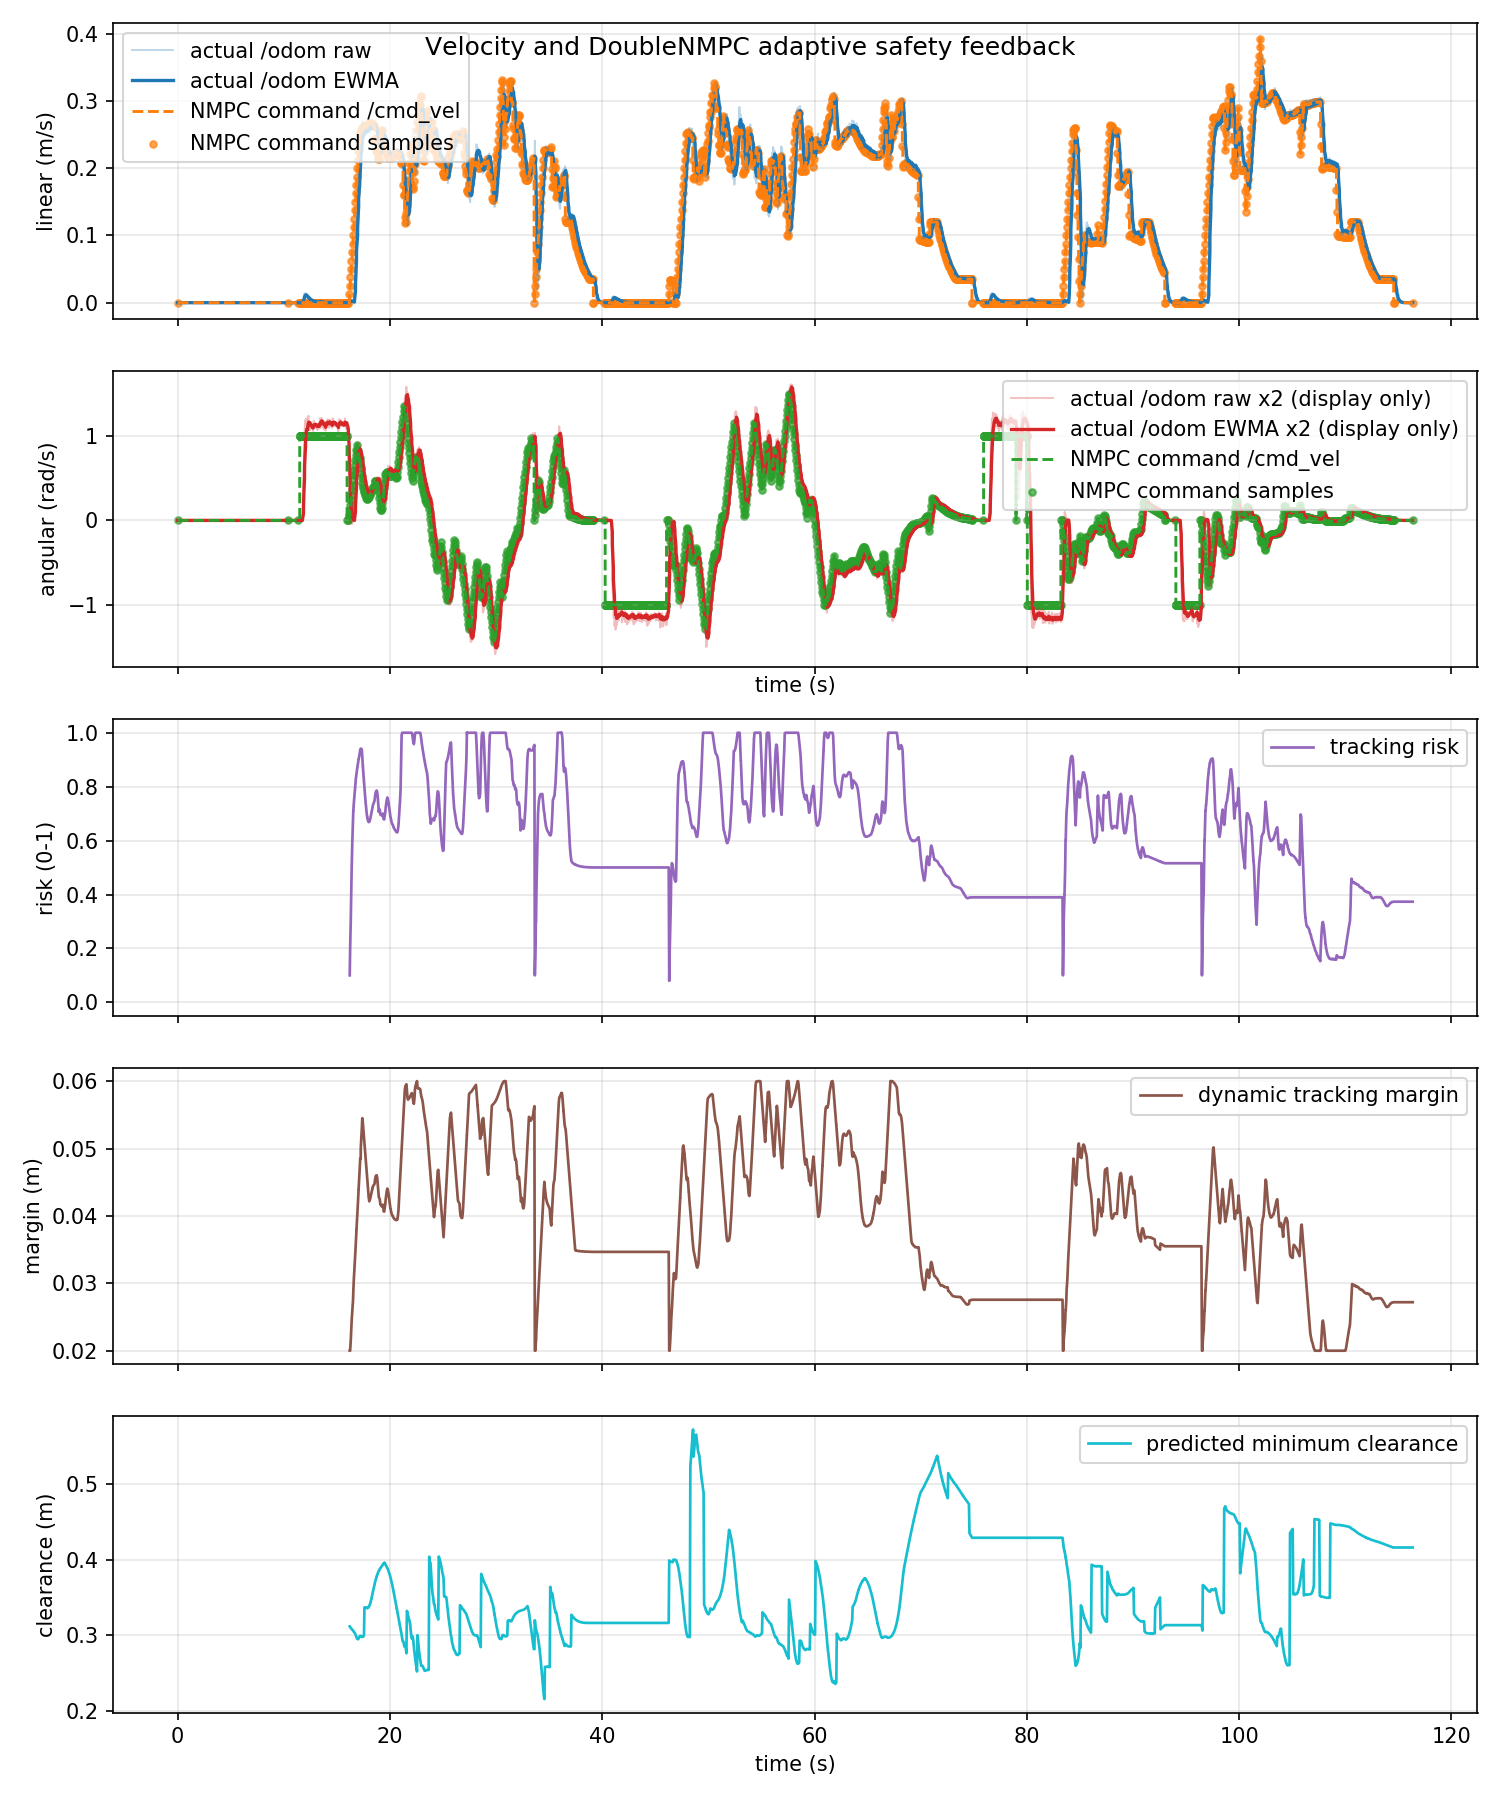 Velocity and DoubleNMPC adaptive safety feedback
actual /odom raw
actual /odom EWMA
NMPC command /cmd_vel
NMPC command samples
linear (m/s)
0.4
0.3
0.2
0.1
0.0
actual /odom raw x2 (display only)
actual /odom EWMA x2 (display only)
NMPC command /cmd_vel
NMPC command samples
angular (rad/s)
1
0
−1
time (s)
tracking risk
risk (0-1)
1.0
0.8
0.6
0.4
0.2
0.0
dynamic tracking margin
margin (m)
0.06
0.05
0.04
0.03
0.02
predicted minimum clearance
clearance (m)
0.5
0.4
0.3
0.2
0
20
40
60
80
100
120
time (s)